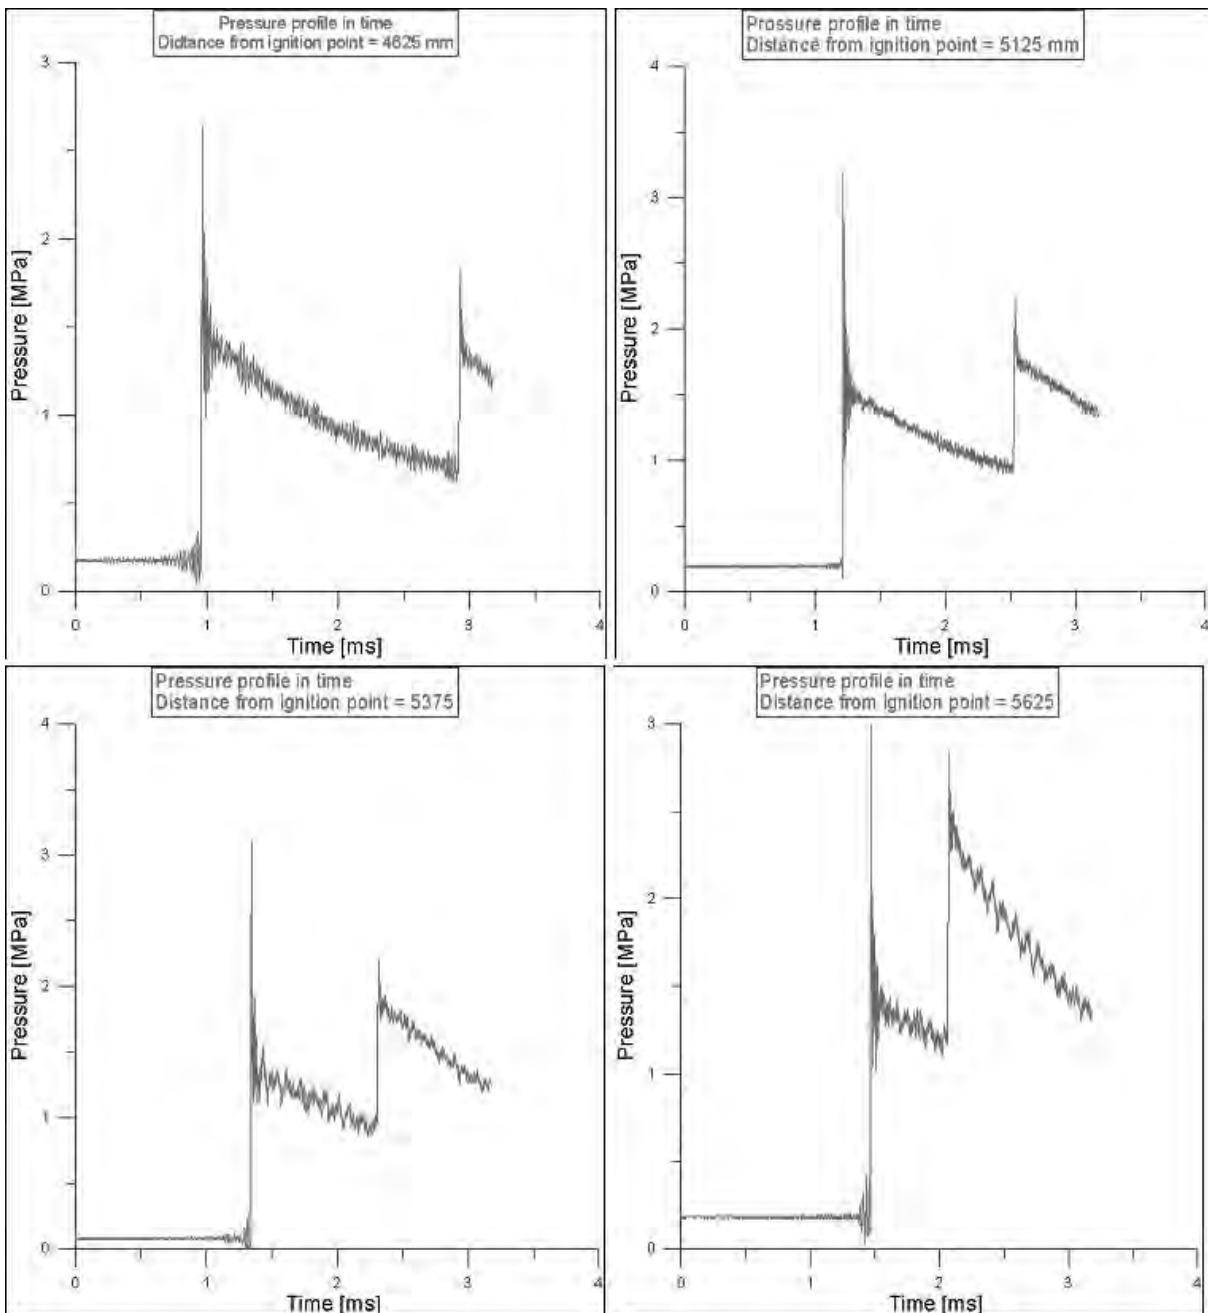 Pressure profile in time
Didtance from ignition point = 4625 mm
3
2
1
0
Pressure [MPa]
0
1
2
3
4
Time [ms]
Prossure profile in time
Distance from ignition point = 5125 mm
4
3
2
1
0
Pressure [MPa]
0
1
2
3
4
Time [ms]
Pressure profile in time
Distance from ignition point = 5375
4
3
2
1
0
Pressure [MPa]
0
1
2
3
4
Time [ms]
Pressure profile in time
Distance from ignition point = 5625
3
2
1
0
Pressure [MPa]
0
1
2
3
4
Time [ms]